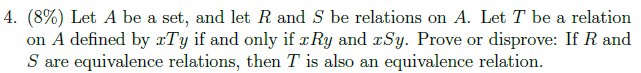 4. (8%) Let A be a set, and let R and S be relations on A. Let T be a relation
on A defined by xTy if and only if xRy and xSy. Prove or disprove: If R and
S are equivalence relations, then T is also an equivalence relation.